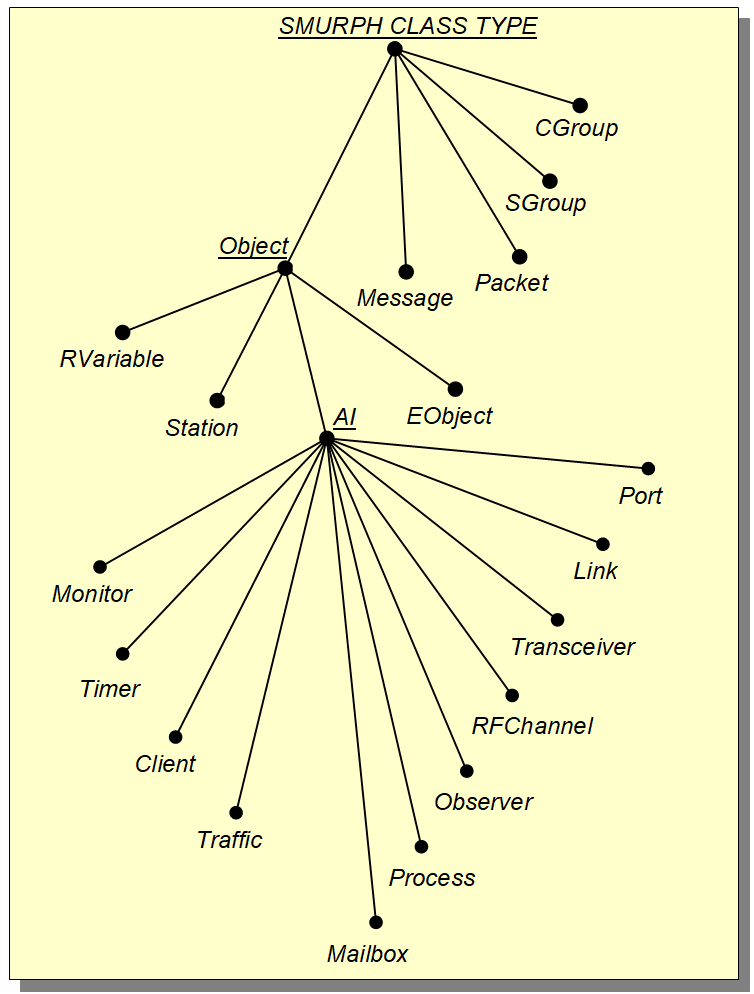 SMURPH CLASS TYPE
CGroup
SGroup
Object
Packet
Message
RVariable
EObject
AI
Station
Port
Link
Monitor
Transceiver
Timer
RFChannel
Client
Observer
Traffic
Process
Mailbox